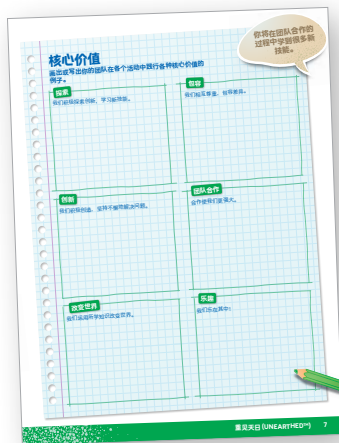 你将在团队合作的
过程中学到很多新
技能。
核心价值
画出或写出你的团队在各个活动中践行各种核心价值的
例子。
探索
我们积极探索创新、学习新技能。
包容
我们相互尊重，包容差异。
创新
我们积极创造，坚持不懈地解决问题。
团队合作
合作使我们更强大。
改变世界
我们运用所学知识改变世界。
乐趣
我们乐在其中！
重见天日 (UNEARTHED™) 7